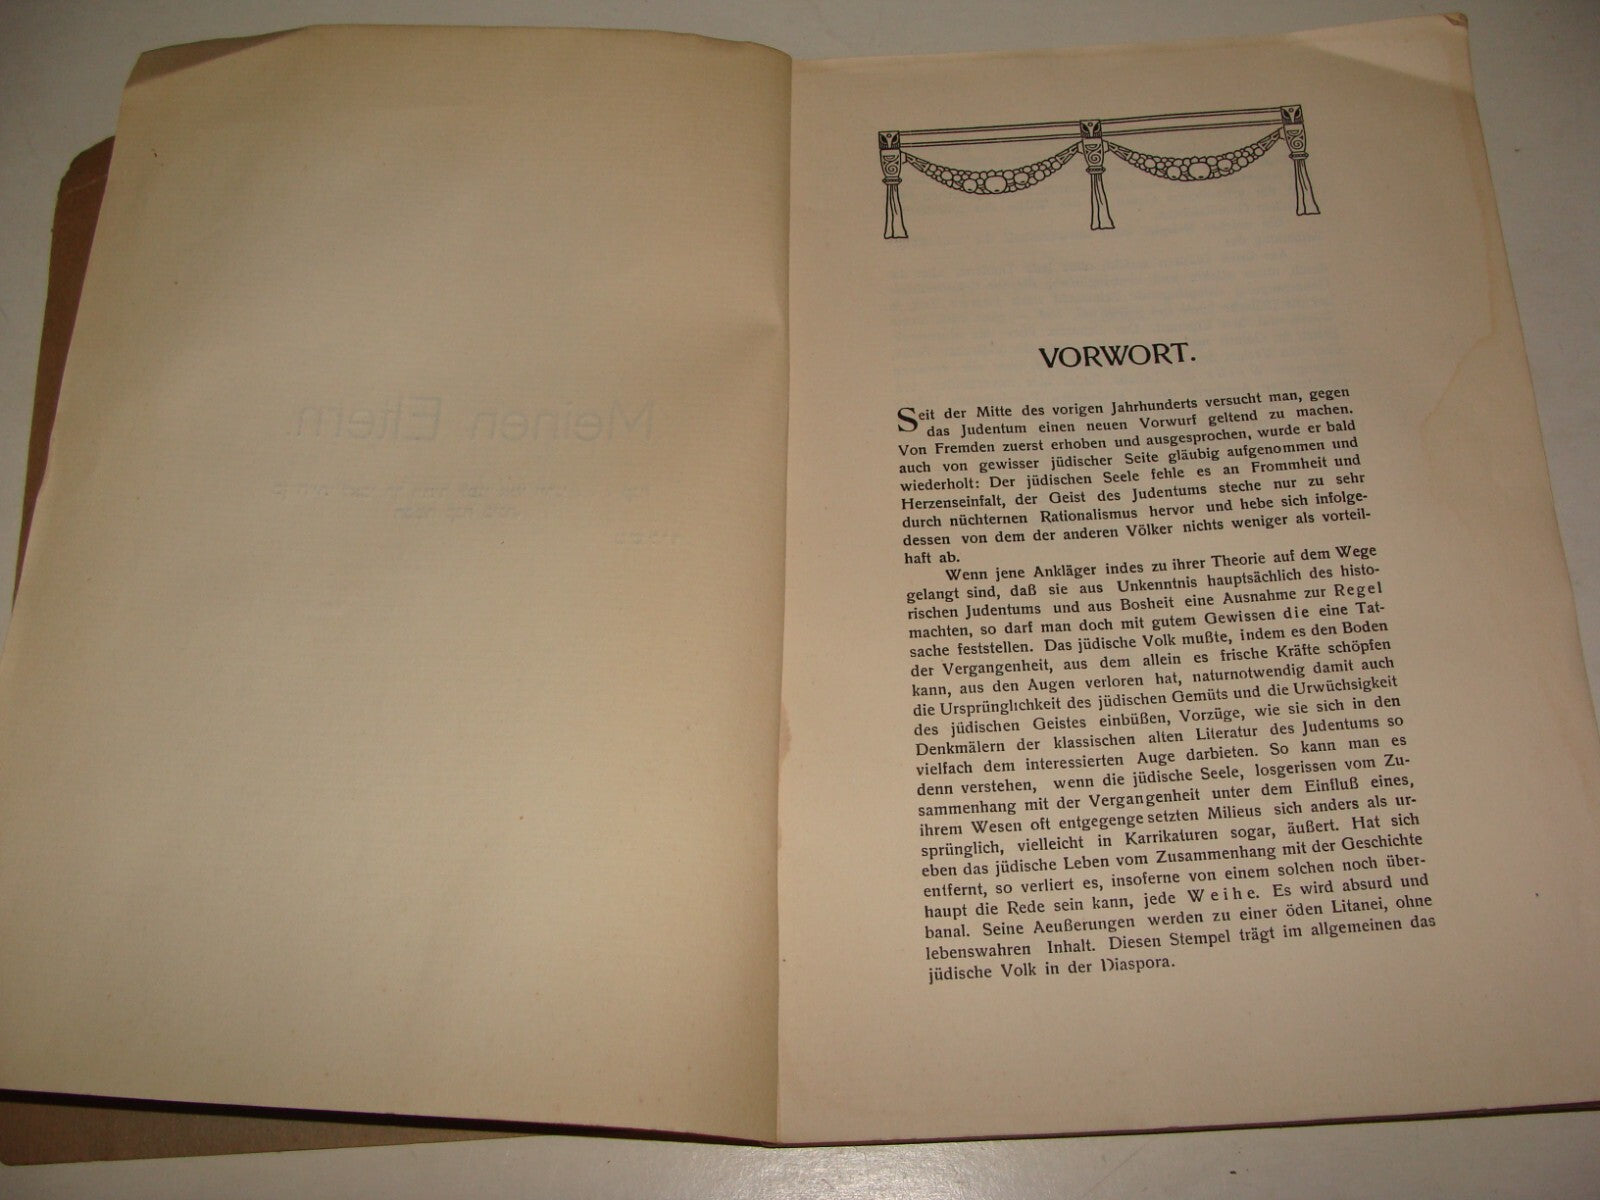 Meinen Eltern
VORWORT.
Seit der Mitte des vorigen Jahrhunderts versucht man, gegen
das Judentum einen neuen Vorwurf geltend zu machen.
Von Fremden zuerst erhoben und ausgesprochen, wurde er bald
auch von gewisser jüdischer Seite gläubig aufgenommen und
wiederholt: Der jüdischen Seele fehle es an Frommheit und
Herzenseinfalt, der Geist des Judentums steche nur zu sehr
durch nüchternen Rationalismus hervor und hebe sich infolge-
dessen von dem der anderen Völker nichts weniger als vorteil-
haft ab.
Wenn jene Ankläger indes zu ihrer Theorie auf dem Wege
gelangt sind, daß sie aus Unkenntnis hauptsächlich des histo-
rischen Judentums und aus Bosheit eine Ausnahme zur Regel
machten, so darf man doch mit gutem Gewissen die eine Tat-
sache feststellen. Das jüdische Volk mußte, indem es den Boden
der Vergangenheit, aus dem allein es frische Kräfte schöpfen
kann, aus den Augen verloren hat, naturnotwendig damit auch
die Ursprünglichkeit des jüdischen Gemüts und die Urwüchsigkeit
des jüdischen Geistes einbüßen, Vorzüge, wie sie sich in den
Denkmälern der klassischen alten Literatur des Judentums so
vielfach dem interessierten Auge darbieten. So kann man es
denn verstehen, wenn die jüdische Seele, losgerissen vom Zu-
sammenhang mit der Vergangenheit unter dem Einfluß eines,
ihrem Wesen oft entgegengesetzten Milieus sich anders als ur-
sprünglich, vielleicht in Karrikaturen sogar, äußert. Hat sich
eben das jüdische Leben vom Zusammenhang mit der Geschichte
entfernt, so verliert es, insoferne von einem solchen noch über-
haupt die Rede sein kann, jede Weihe. Es wird absurd und
banal. Seine Aeußerungen werden zu einer öden Litanei, ohne
lebenswahren Inhalt. Diesen Stempel trägt im allgemeinen das
jüdische Volk in der Diaspora.